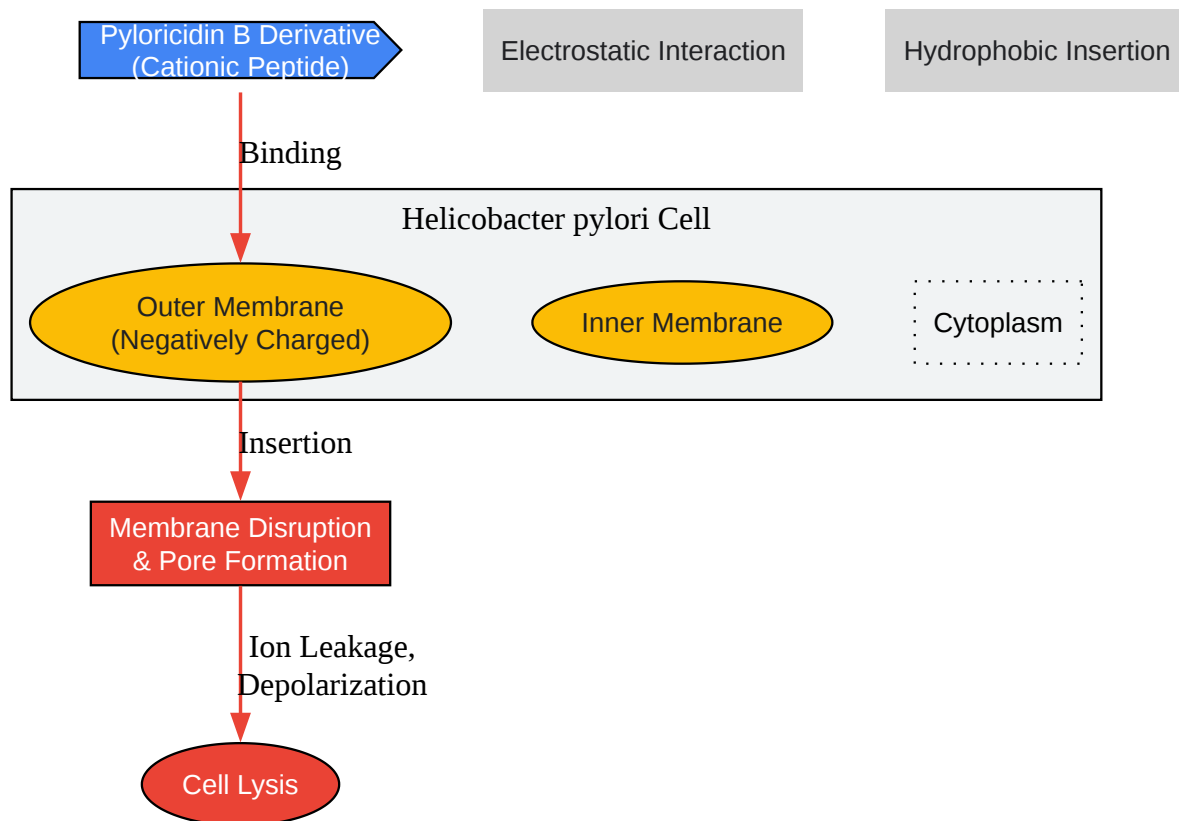 Pyloricidin B Derivative
(Cationic Peptide)
Electrostatic Interaction
Hydrophobic Insertion
Binding
Helicobacter pylori Cell
Outer Membrane
(Negatively Charged)
Inner Membrane
Cytoplasm
Insertion
Membrane Disruption
& Pore Formation
Ion Leakage,
Depolarization
Cell Lysis